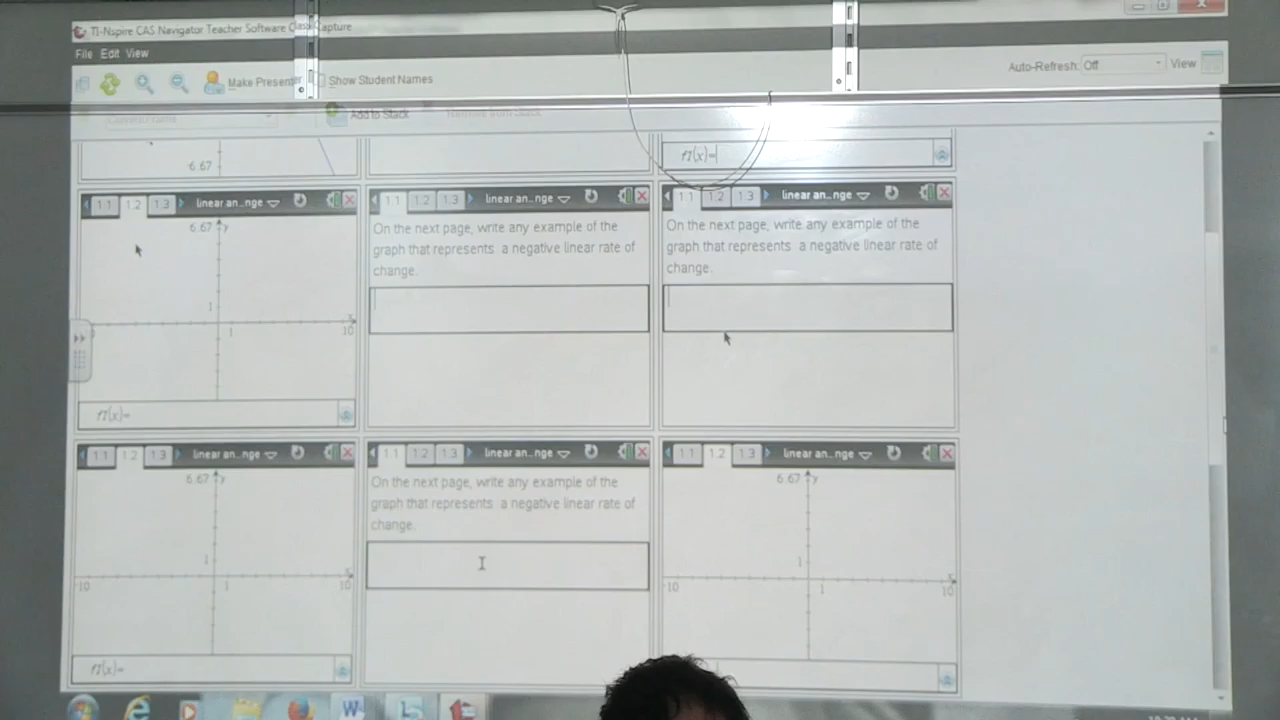 TI-Nspire CAS Navigator Teacher Software Class Capture
File Edit View
Make Presenter Show Student Names Auto-Refresh: Off View
Add to Stack Remove from Stack
6.67 f1(x)=
1.1 1.2 1.3 linear an...nge 1.1 1.2 1.3 linear an...nge 1.1 1.2 1.3 linear an...nge
6.67 y
1
x
1 10
f1(x)=
On the next page, write any example of the
graph that represents a negative linear rate of
change.
On the next page, write any example of the
graph that represents a negative linear rate of
change.
1.1 1.2 1.3 linear an...nge 1.1 1.2 1.3 linear an...nge 1.1 1.2 1.3 linear an...nge
6.67 y
1
x
-10 1 10
f1(x)=
On the next page, write any example of the
graph that represents a negative linear rate of
change.
6.67 y
1
x
-10 1 10